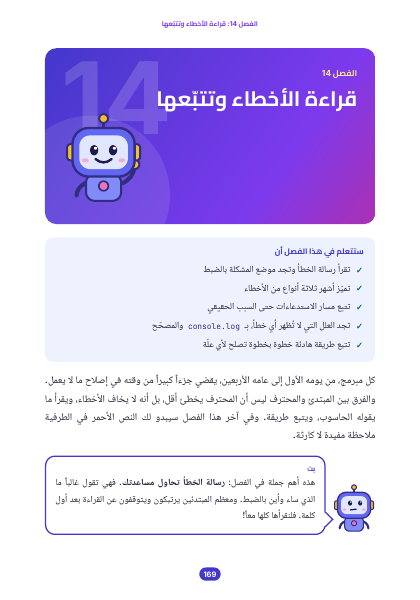 الفصل 14: قراءة الأخطاء وتتبّعها
14
الفصل 14
قراءة الأخطاء وتتبّعها
ستتعلم في هذا الفصل أن
✓ تقرأ رسالة الخطأ وتجد موضع المشكلة بالضبط
✓ تميّز أشهر ثلاثة أنواع من الأخطاء
✓ تتبع مسار الاستدعاءات حتى السبب الحقيقي
✓ تجد العلل التي لا تُظهر أي خطأ، بـ console.log والمصحّح
✓ تتبع طريقة هادئة خطوة بخطوة تصلح لأي علّة
كل مبرمج، من يومه الأول إلى عامه الأربعين، يقضي جزءاً كبيراً من وقته في إصلاح ما لا يعمل.
والفرق بين المبتدئ والمحترف ليس أن المحترف يخطئ أقل، بل أنه لا يخاف الأخطاء، ويقرأ ما
يقوله الحاسوب، ويتبع طريقة. وفي آخر هذا الفصل سيبدو لك النص الأحمر في الطرفية
ملاحظة مفيدة لا كارثة.
بت
هذه أهم جملة في الفصل: رسالة الخطأ تحاول مساعدتك. فهي تقول غالباً ما
الذي ساء وأين بالضبط. ومعظم المبتدئين يرتبكون ويتوقفون عن القراءة بعد أول
كلمة. فلنقرأها كلها معاً!
169